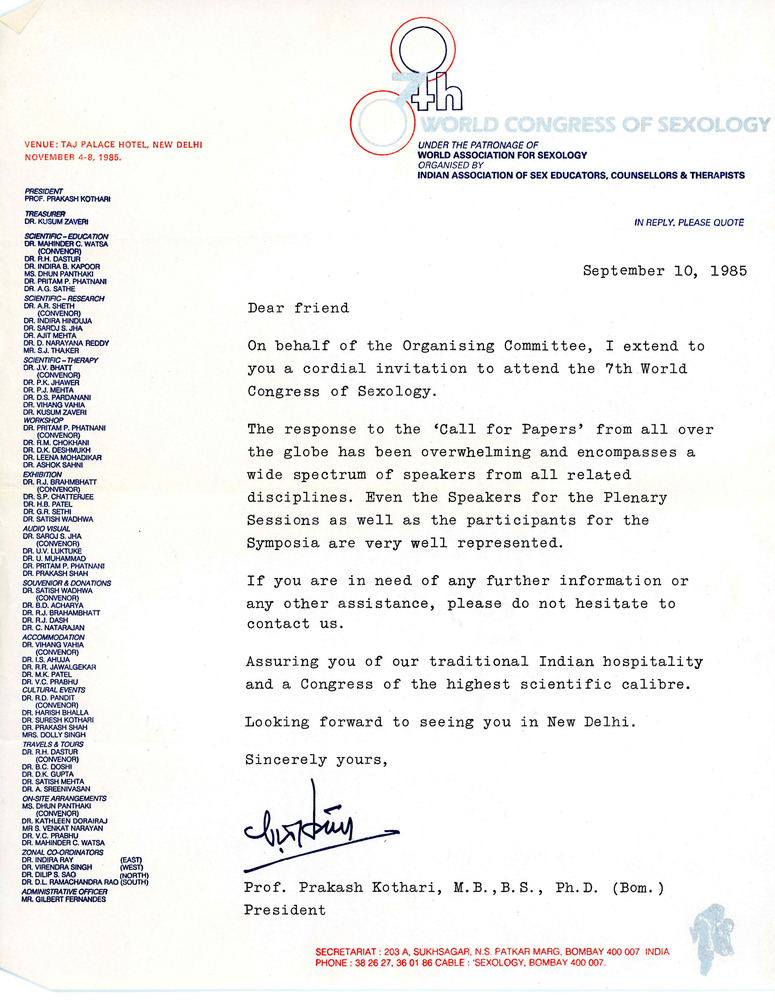 7th
WORLD CONGRESS OF SEXOLOGY
UNDER THE PATRONAGE OF
WORLD ASSOCIATION FOR SEXOLOGY
ORGANISED BY
INDIAN ASSOCIATION OF SEX EDUCATORS, COUNSELLORS & THERAPISTS
VENUE: TAJ PALACE HOTEL, NEW DELHI
NOVEMBER 4-8, 1985.
PRESIDENT
PROF. PRAKASH KOTHARI
TREASURER
DR. KUSUM ZAVERI
SCIENTIFIC – EDUCATION
DR. MAHINDER C. WATSA
(CONVENOR)
DR. R.H. DASTUR
DR. INDIRA B. KAPOOR
MS. DHUN PANTHAKI
DR. PRITAM P. PHATNANI
DR. A.G. SATHE
SCIENTIFIC – RESEARCH
DR. A.R. SHETH
(CONVENOR)
DR. INDIRA HINDUJA
DR. SAROJ S. JHA
DR. AJIT MEHTA
DR. D. NARAYANA REDDY
MR. S.J. THAKER
SCIENTIFIC – THERAPY
DR. J.V. BHATT
(CONVENOR)
DR. P.K. JHAWER
DR. P.J. MEHTA
DR. D.S. PARDANANI
DR. VIHANG VAHIA
DR. KUSUM ZAVERI
WORKSHOP
DR. PRITAM P. PHATNANI
(CONVENOR)
DR. R.M. CHOKHANI
DR. D.K. DESHMUKH
DR. LEENA MOHADIKAR
DR. ASHOK SAHNI
EXHIBITION
DR. R.J. BRAHMBHATT
(CONVENOR)
DR. S.P. CHATTERJEE
DR. H.B. PATEL
DR. G.R. SETHI
DR. SATISH WADHWA
AUDIO VISUAL
DR. SAROJ S. JHA
(CONVENOR)
DR. U.V. LUKTUKE
DR. U. MUHAMMAD
DR. PRITAM P. PHATNANI
DR. PRAKASH SHAH
SOUVENIOR & DONATIONS
DR. SATISH WADHWA
(CONVENOR)
DR. B.D. ACHARYA
DR. R.J. BRAHAMBHATT
DR. R.J. DASH
DR. C. NATARAJAN
ACCOMMODATION
DR. VIHANG VAHIA
(CONVENOR)
DR. I.S. AHUJA
DR. R.R. JAWALGEKAR
DR. M.K. PATEL
DR. V.C. PRABHU
CULTURAL EVENTS
DR. R.D. PANDIT
(CONVENOR)
DR. HARISH BHALLA
DR. SURESH KOTHARI
DR. PRAKASH SHAH
MRS. DOLLY SINGH
TRAVELS & TOURS
DR. R.H. DASTUR
(CONVENOR)
DR. B.C. DOSHI
DR. D.K. GUPTA
DR. SATISH MEHTA
DR. A. SREENIVASAN
ON-SITE ARRANGEMENTS
MS. DHUN PANTHAKI
(CONVENOR)
DR. KATHLEEN DORAIRAJ
MR S. VENKAT NARAYAN
DR. V.C. PRABHU
DR. MAHINDER C. WATSA
ZONAL CO-ORDINATORS
DR. INDIRA RAY (EAST)
DR. VIRENDRA SINGH (WEST)
DR. DILIP S. SAO (NORTH)
DR. D.L. RAMACHANDRA RAO (SOUTH)
ADMINISTRATIVE OFFICER
MR. GILBERT FERNANDES
IN REPLY, PLEASE QUOTE
September 10, 1985
Dear friend
On behalf of the Organising Committee, I extend to
you a cordial invitation to attend the 7th World
Congress of Sexology.
The response to the ‘Call for Papers’ from all over
the globe has been overwhelming and encompasses a
wide spectrum of speakers from all related
disciplines. Even the Speakers for the Plenary
Sessions as well as the participants for the
Symposia are very well represented.
If you are in need of any further information or
any other assistance, please do not hesitate to
contact us.
Assuring you of our traditional Indian hospitality
and a Congress of the highest scientific calibre.
Looking forward to seeing you in New Delhi.
Sincerely yours,
Prof. Prakash Kothari, M.B.,B.S., Ph.D. (Bom.)
President
SECRETARIAT : 203 A, SUKHSAGAR, N.S. PATKAR MARG, BOMBAY 400 007 INDIA
PHONE : 38 26 27, 36 01 86 CABLE : 'SEXOLOGY, BOMBAY 400 007.